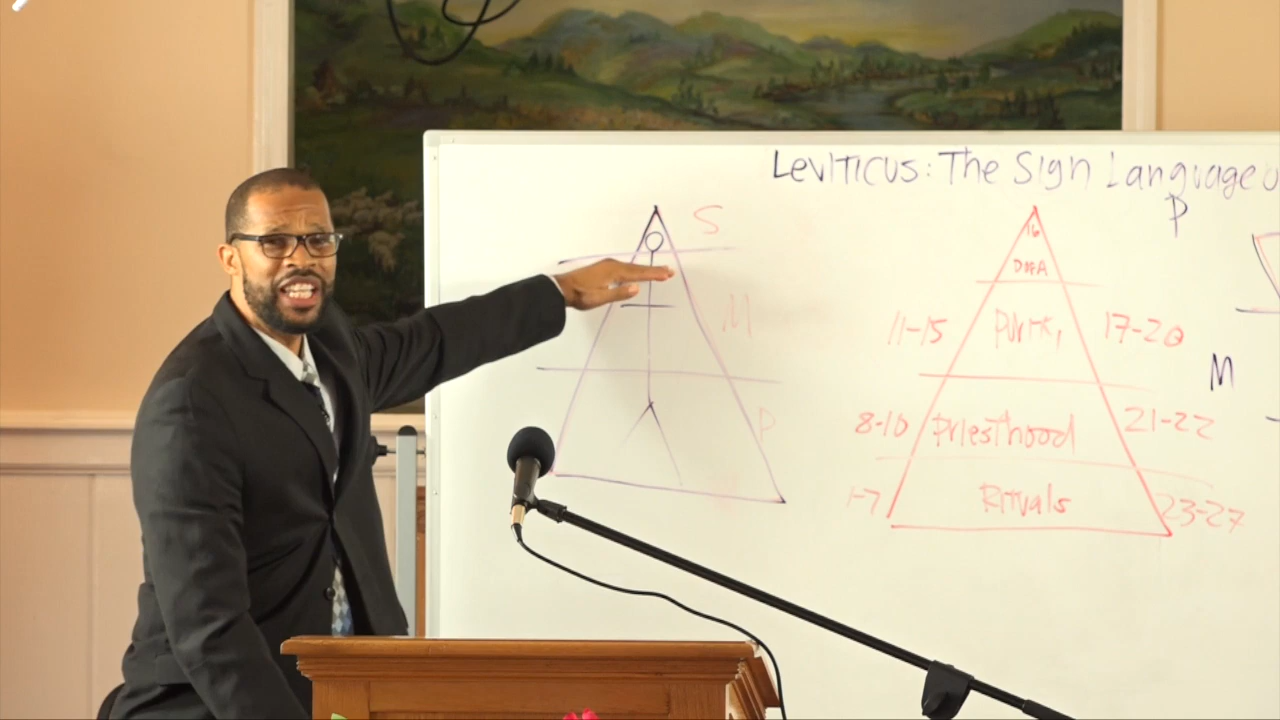 Leviticus: The Sign Language
P
S
M
P
16
DofA
11-15 Purity 17-20
8-10 Priesthood 21-22
1-7 Rituals 23-27
M